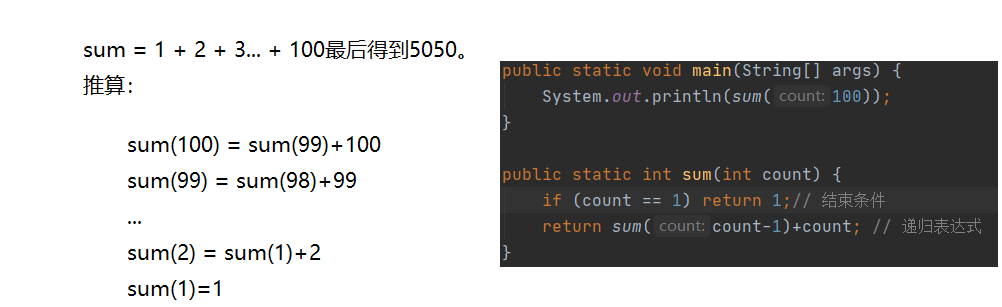 sum = 1 + 2 + 3... + 100最后得到5050。
推算：
sum(100) = sum(99)+100
sum(99) = sum(98)+99
...
sum(2) = sum(1)+2
sum(1)=1
public static void main(String[] args) {
System.out.println(sum( count: 100));
}
public static int sum(int count) {
if (count == 1) return 1;// 结束条件
return sum( count: count-1)+count; // 递归表达式
}